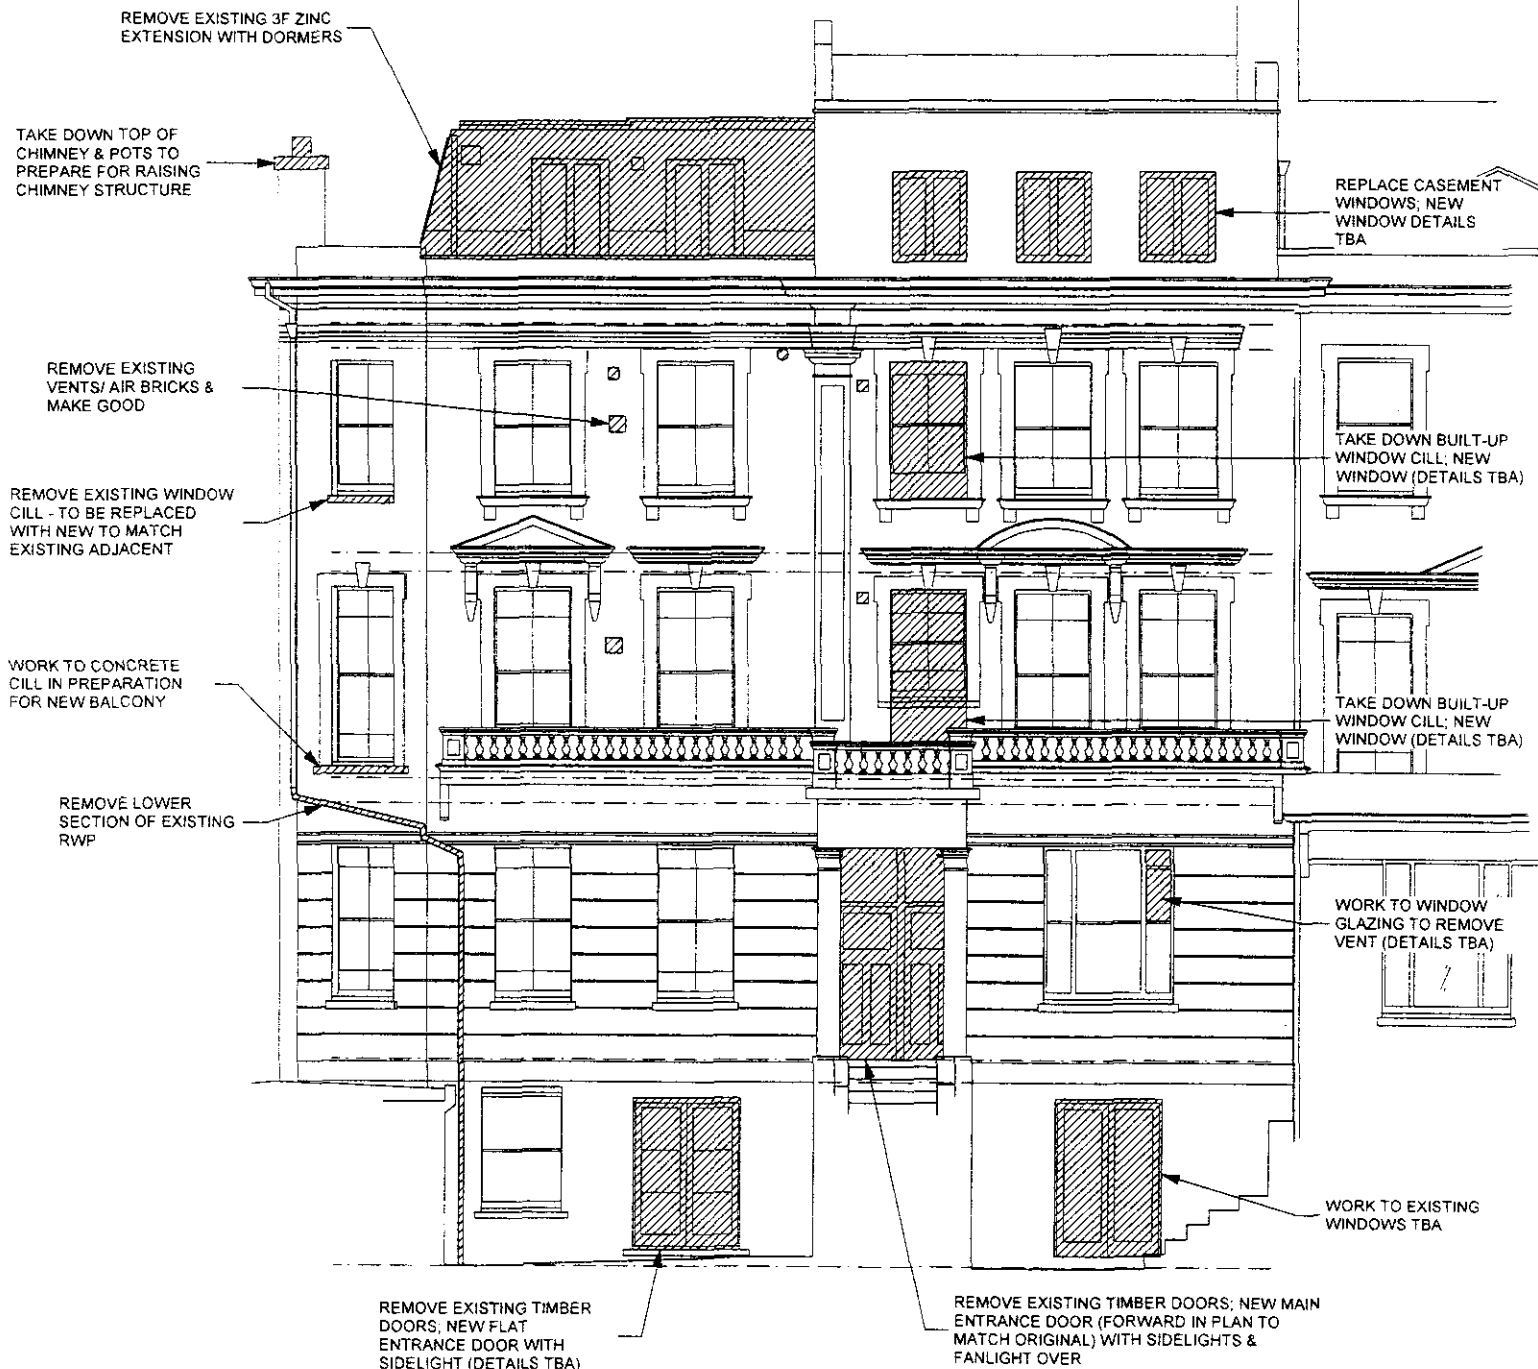 REMOVE EXISTING 3F ZINC
EXTENSION WITH DORMERS
TAKE DOWN TOP OF
CHIMNEY & POTS TO
PREPARE FOR RAISING
CHIMNEY STRUCTURE
REPLACE CASEMENT
WINDOWS; NEW
WINDOW DETAILS
TBA
REMOVE EXISTING
VENTS/ AIR BRICKS &
MAKE GOOD
TAKE DOWN BUILT-UP
WINDOW CILL; NEW
WINDOW (DETAILS TBA)
REMOVE EXISTING WINDOW
CILL - TO BE REPLACED
WITH NEW TO MATCH
EXISTING ADJACENT
WORK TO CONCRETE
CILL IN PREPARATION
FOR NEW BALCONY
TAKE DOWN BUILT-UP
WINDOW CILL; NEW
WINDOW (DETAILS TBA)
REMOVE LOWER
SECTION OF EXISTING
RWP
WORK TO WINDOW
GLAZING TO REMOVE
VENT (DETAILS TBA)
WORK TO EXISTING
WINDOWS TBA
REMOVE EXISTING TIMBER
DOORS; NEW FLAT
ENTRANCE DOOR WITH
SIDELIGHT (DETAILS TBA)
REMOVE EXISTING TIMBER DOORS; NEW MAIN
ENTRANCE DOOR (FORWARD IN PLAN TO
MATCH ORIGINAL) WITH SIDELIGHTS &
FANLIGHT OVER